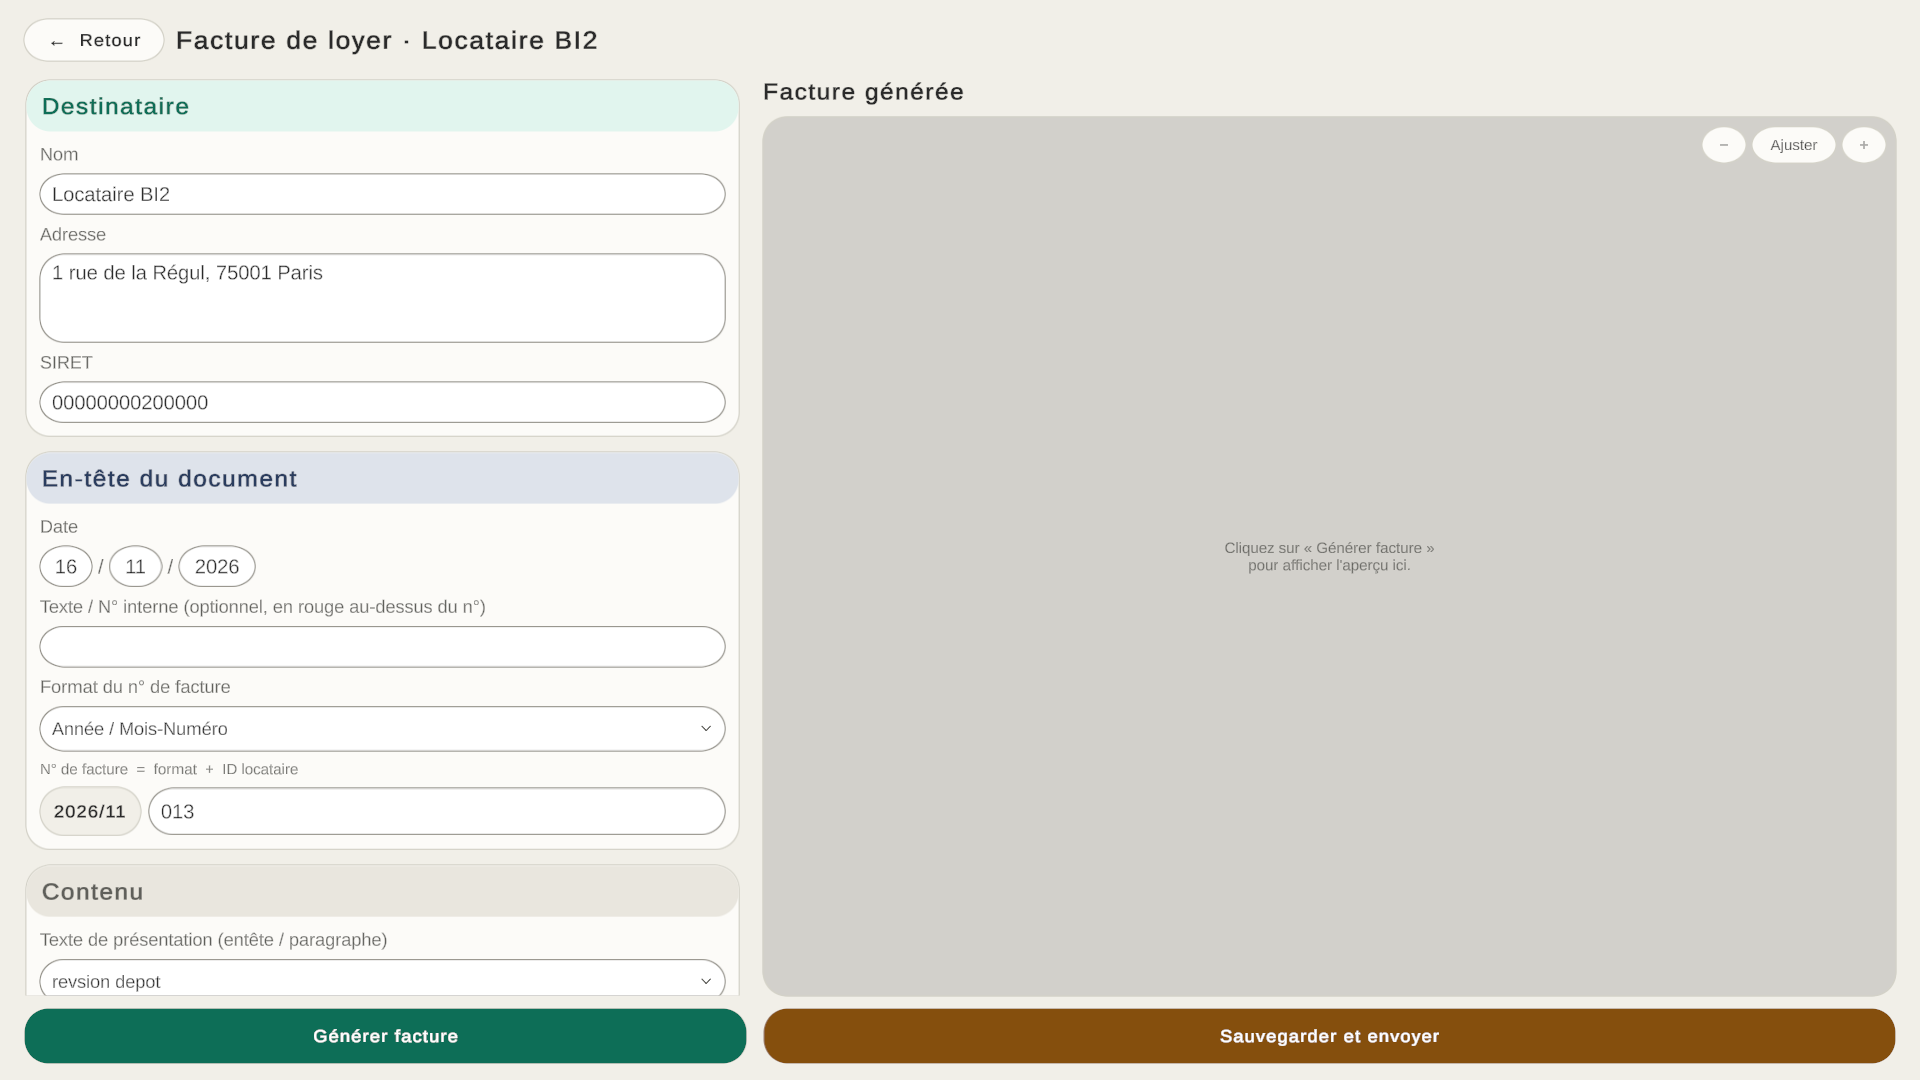 ← Retour
Facture de loyer · Locataire BI2
Destinataire
Nom
Locataire BI2
Adresse
1 rue de la Régul, 75001 Paris
SIRET
00000000200000
En-tête du document
Date
16 / 11 / 2026
Texte / N° interne (optionnel, en rouge au-dessus du n°)
Format du n° de facture
Année / Mois-Numéro
N° de facture = format + ID locataire
2026/11 013
Contenu
Texte de présentation (entête / paragraphe)
revsion depot
Générer facture
Facture générée
− Ajuster +
Cliquez sur « Générer facture »
pour afficher l'aperçu ici.
Sauvegarder et envoyer